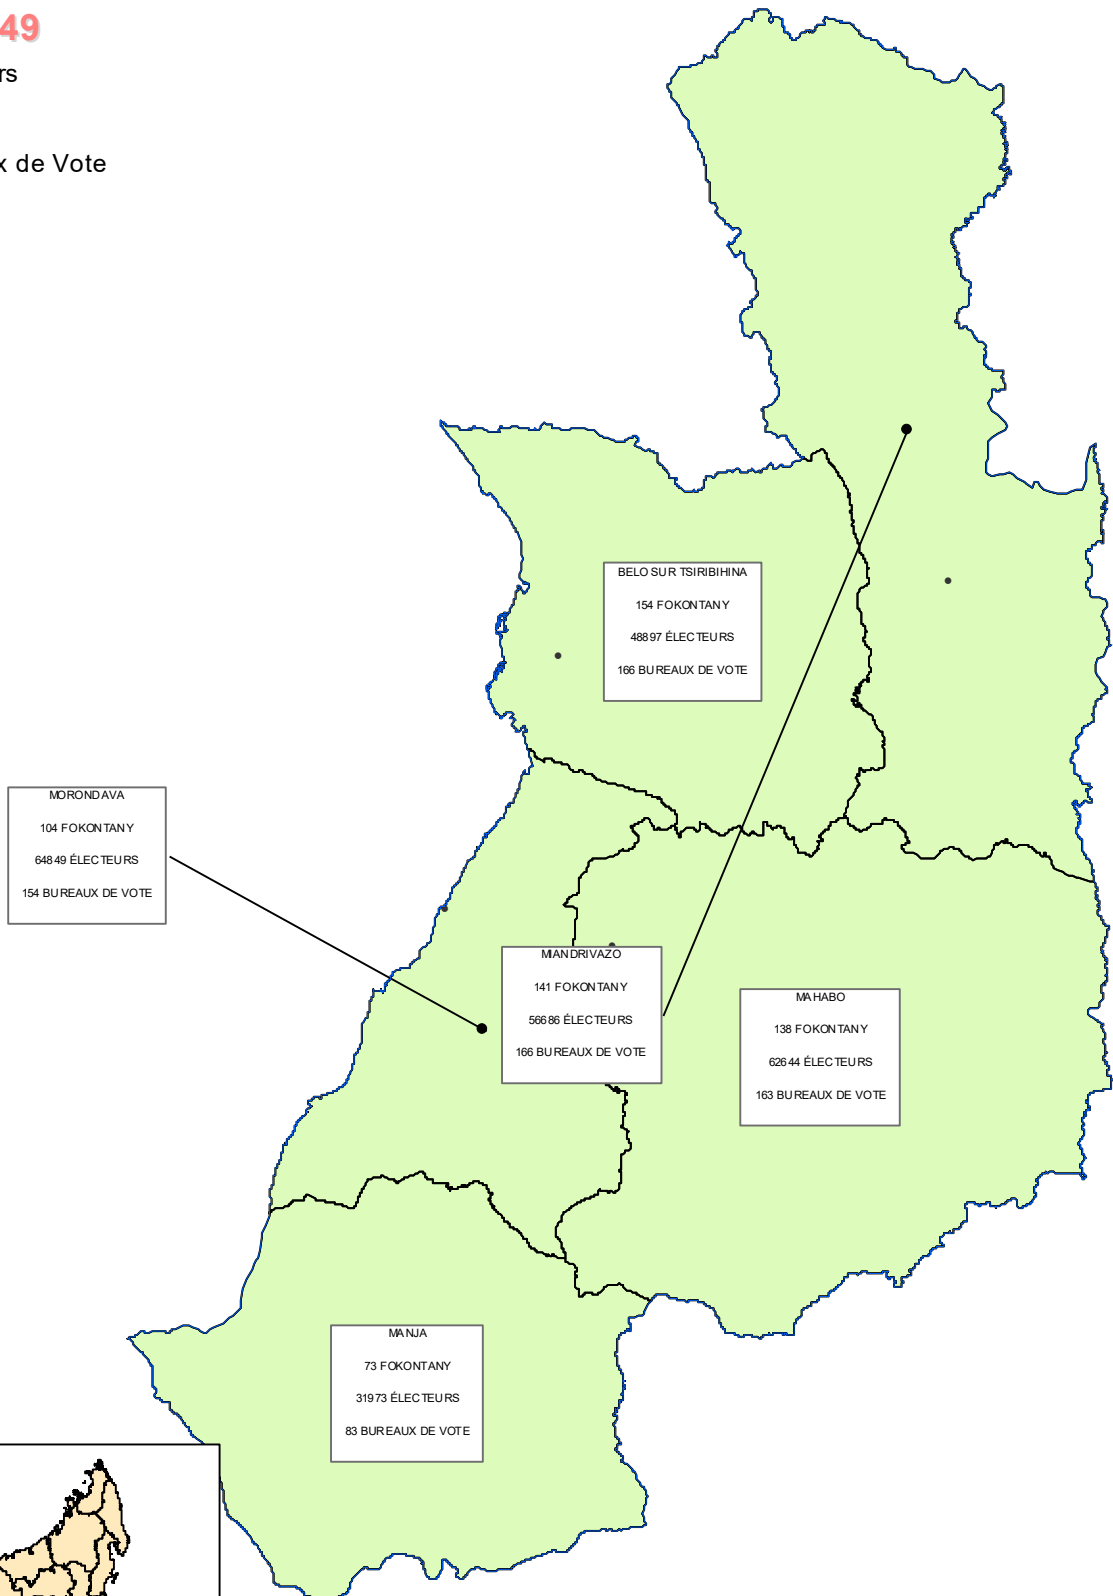 49
rs
x de Vote
BELO SUR TSIRIBIHINA
154 FOKONTANY
48897 ÉLECTEURS
166 BUREAUX DE VOTE
MORONDAVA
104 FOKONTANY
64849 ÉLECTEURS
154 BUREAUX DE VOTE
MIANDRIVAZO
141 FOKONTANY
56686 ÉLECTEURS
166 BUREAUX DE VOTE
MAHABO
138 FOKONTANY
62644 ÉLECTEURS
163 BUREAUX DE VOTE
MANJA
73 FOKONTANY
31973 ÉLECTEURS
83 BUREAUX DE VOTE